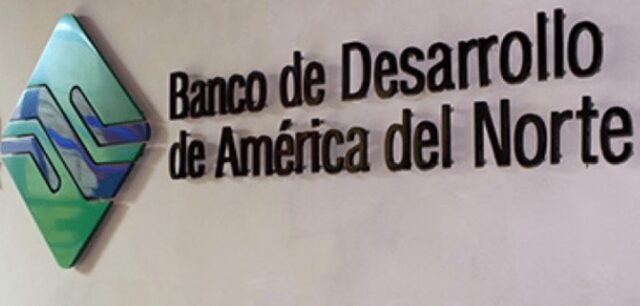 Banco de Desarrollo
de América del Norte